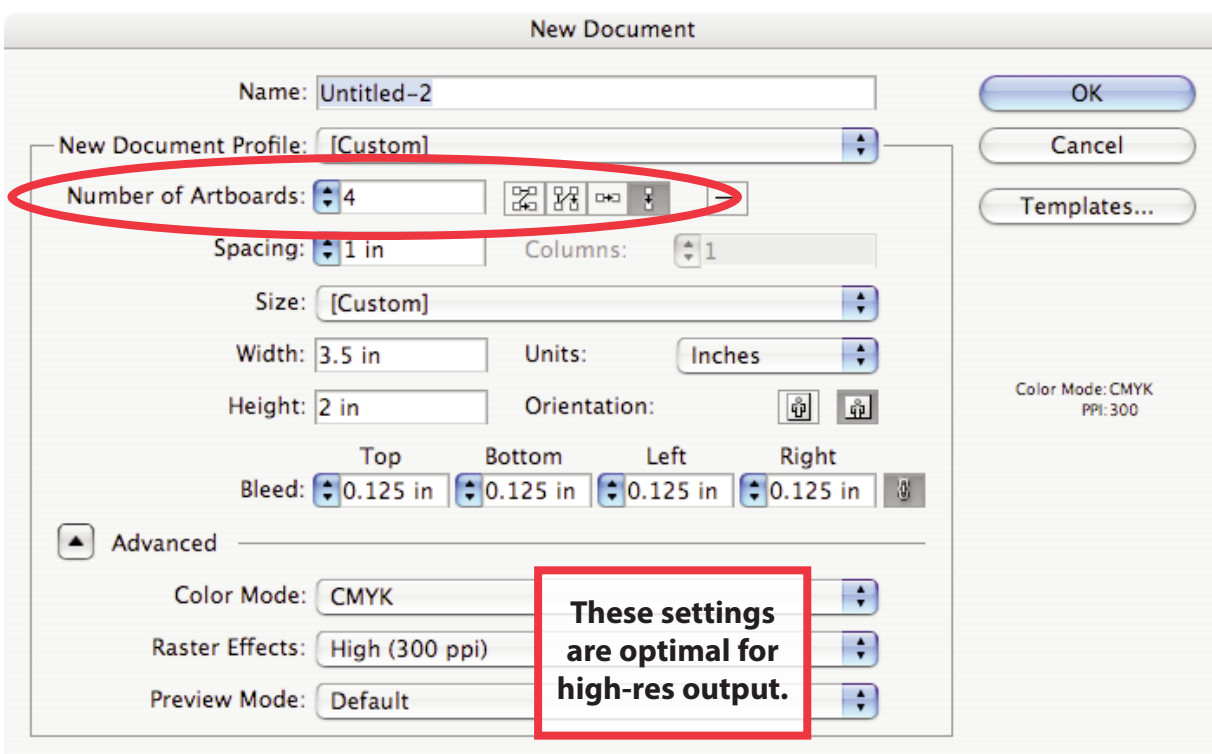 New Document
Name: Untitled-2
OK
New Document Profile: [Custom]
Cancel
Number of Artboards: 4
Templates...
Spacing: 1 in Columns: 1
Size: [Custom]
Width: 3.5 in Units: Inches
Height: 2 in Orientation:
Color Mode: CMYK
PPI: 300
Top Bottom Left Right
Bleed: 0.125 in 0.125 in 0.125 in 0.125 in
Advanced
Color Mode: CMYK
Raster Effects: High (300 ppi)
Preview Mode: Default
These settings
are optimal for
high-res output.